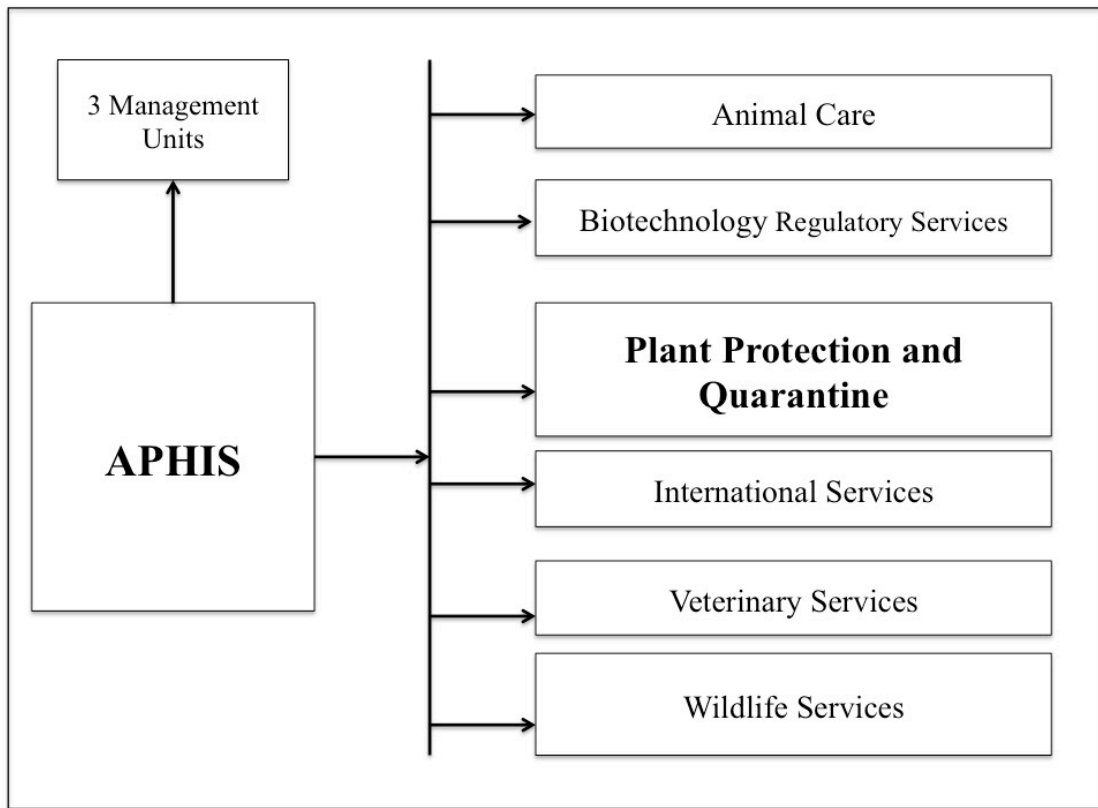 3 Management
Units
APHIS
Animal Care
Biotechnology Regulatory Services
Plant Protection and
Quarantine
International Services
Veterinary Services
Wildlife Services